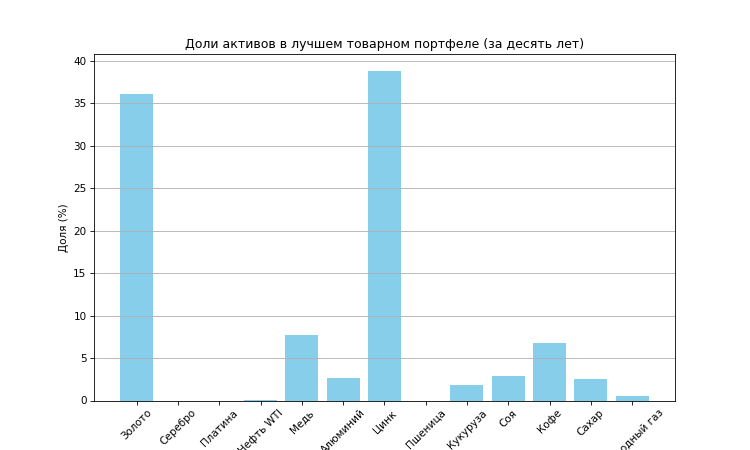 Доли активов в лучшем товарном портфеле (за десять лет)
Доля (%)
40
35
30
25
20
15
10
5
0
Золото
Серебро
Платина
Нефть WTI
Медь
Алюминий
Цинк
Пшеница
Кукуруза
Соя
Кофе
Сахар
газ